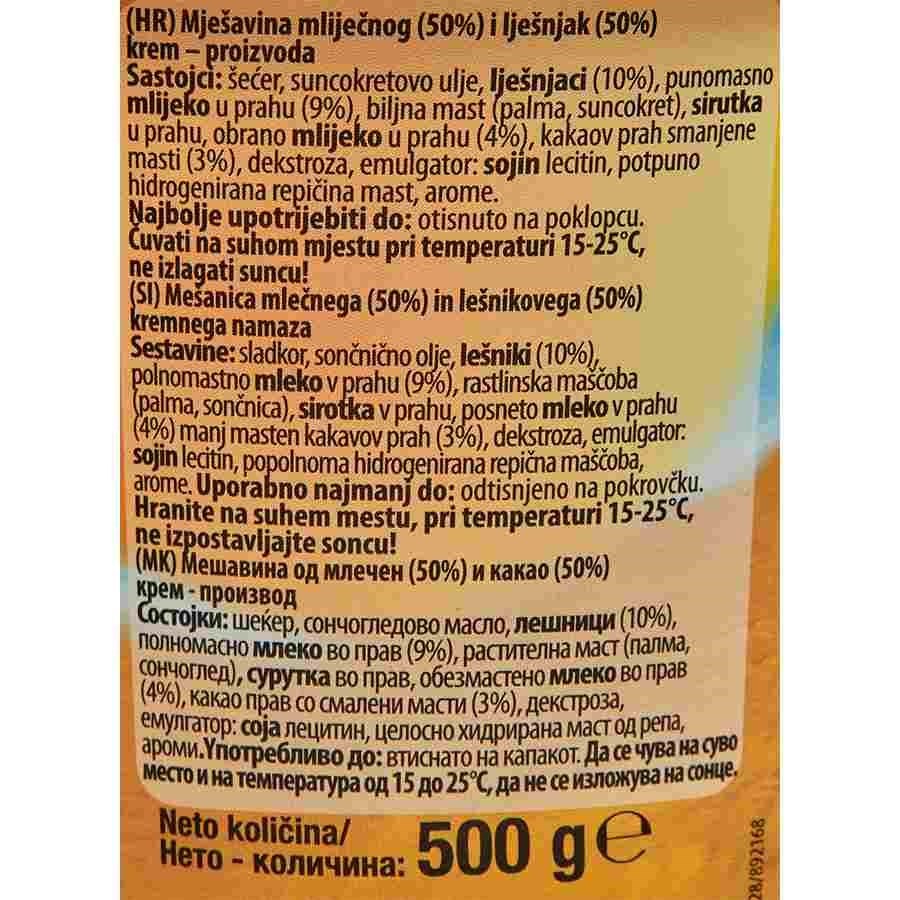 (HR) Mješavina mliječnog (50%) i lješnjak (50%)
krem – proizvoda
Sastojci: šećer, suncokretovo ulje, lješnjaci (10%), punomasno
mlijeko u prahu (9%), biljna mast (palma, suncokret), sirutka
u prahu, obrano mlijeko u prahu (4%), kakaov prah smanjene
masti (3%), dekstroza, emulgator: sojin lecitin, potpuno
hidrogenirana repičina mast, arome.
Najbolje upotrijebiti do: otisnuto na poklopcu.
Čuvati na suhom mjestu pri temperaturi 15-25°C,
ne izlagati suncu!
(SI) Mešanica mlečnega (50%) in lešnikovega (50%)
kremnega namaza
Sestavine: sladkor, sončnično olje, lešniki (10%),
polnomastno mleko v prahu (9%), rastlinska maščoba
(palma, sončnica), sirotka v prahu, posneto mleko v prahu
(4%) manj masten kakavov prah (3%), dekstroza, emulgator:
sojin lecitin, popolnoma hidrogenirana repična maščoba,
arome. Uporabno najmanj do: odtisnjeno na pokrovčku.
Hranite na suhem mestu, pri temperaturi 15-25°C,
ne izpostavljajte soncu!
(MK) Мешавина од млечен (50%) и какао (50%)
крем - производ
Состојки: шеќер, сончогледово масло, лешници (10%),
полномасно млеко во прав (9%), растителна маст (палма,
сончоглед), сурутка во прав, обезмастено млеко во прав
(4%), какао прав со смалени масти (3%), декстроза,
емулгатор: соја лецитин, целосно хидрирана маст од репа,
ароми. Употребливо до: втиснато на капакот. Да се чува на суво
место и на температура од 15 до 25°C, да не се изложува на сонце.
Neto količina/
Нето - количина: 500 g e
28/892168